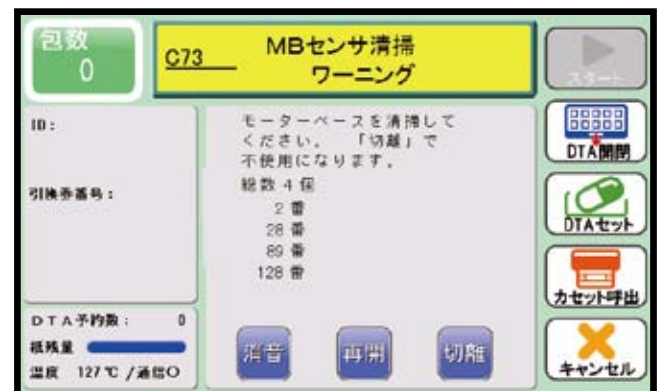 包数
0
C73 MBセンサ清掃
ワーニング
スタート
ID:
引換券番号:
モーターベースを清掃して
ください。 「切離」で
不使用になります。
総数 4 個
2 番
28 番
89 番
128 番
DTA開閉
DTAセット
カセット呼出
キャンセル
DTA予約数: 0
紙残量
温度 127℃ /通信〇
消音
再開
切離